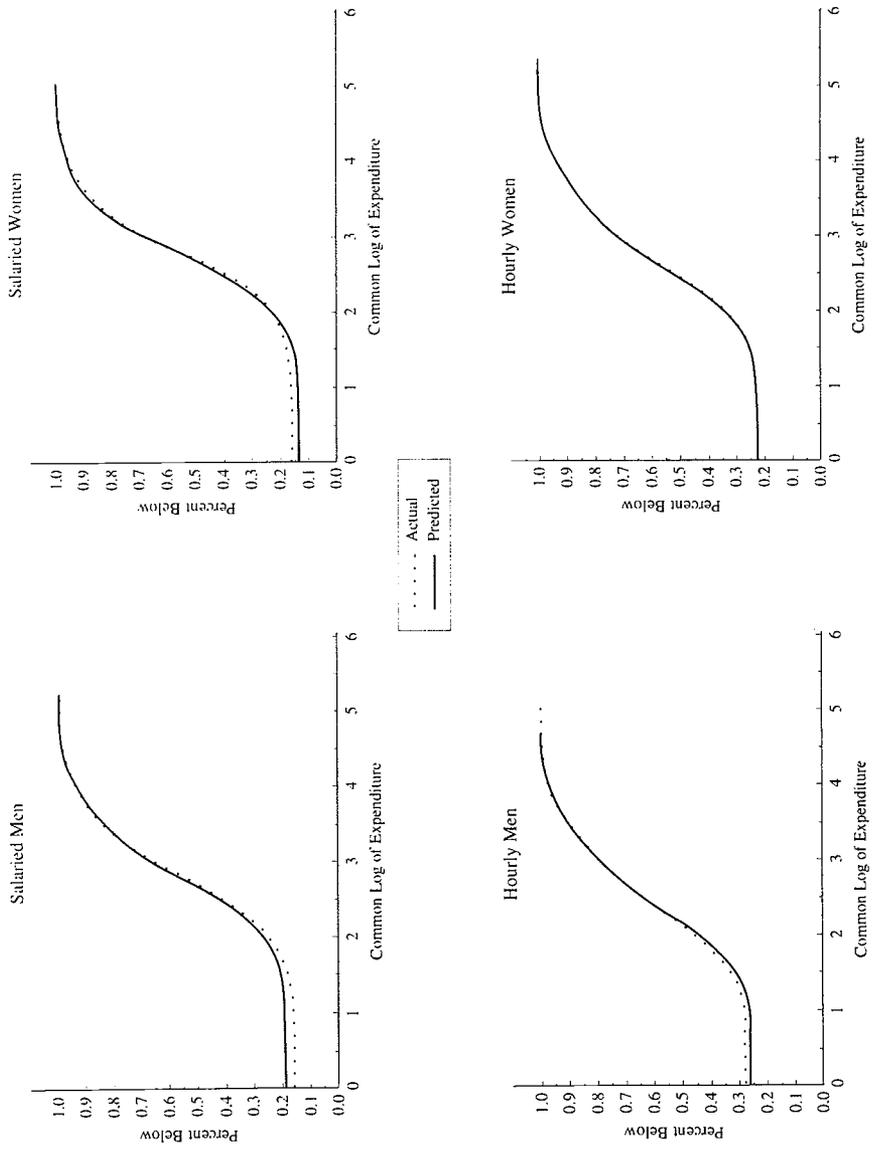 Salaried Men
Percent Below
1.0
0.9
0.8
0.7
0.6
0.5
0.4
0.3
0.2
0.1
0.0
0 1 2 3 4 5 6
Common Log of Expenditure
Salaried Women
Percent Below
1.0
0.9
0.8
0.7
0.6
0.5
0.4
0.3
0.2
0.1
0.0
0 1 2 3 4 5 6
Common Log of Expenditure
Actual
Predicted
Hourly Men
Percent Below
1.0
0.9
0.8
0.7
0.6
0.5
0.4
0.3
0.2
0.1
0.0
0 1 2 3 4 5 6
Common Log of Expenditure
Hourly Women
Percent Below
1.0
0.9
0.8
0.7
0.6
0.5
0.4
0.3
0.2
0.1
0.0
0 1 2 3 4 5 6
Common Log of Expenditure